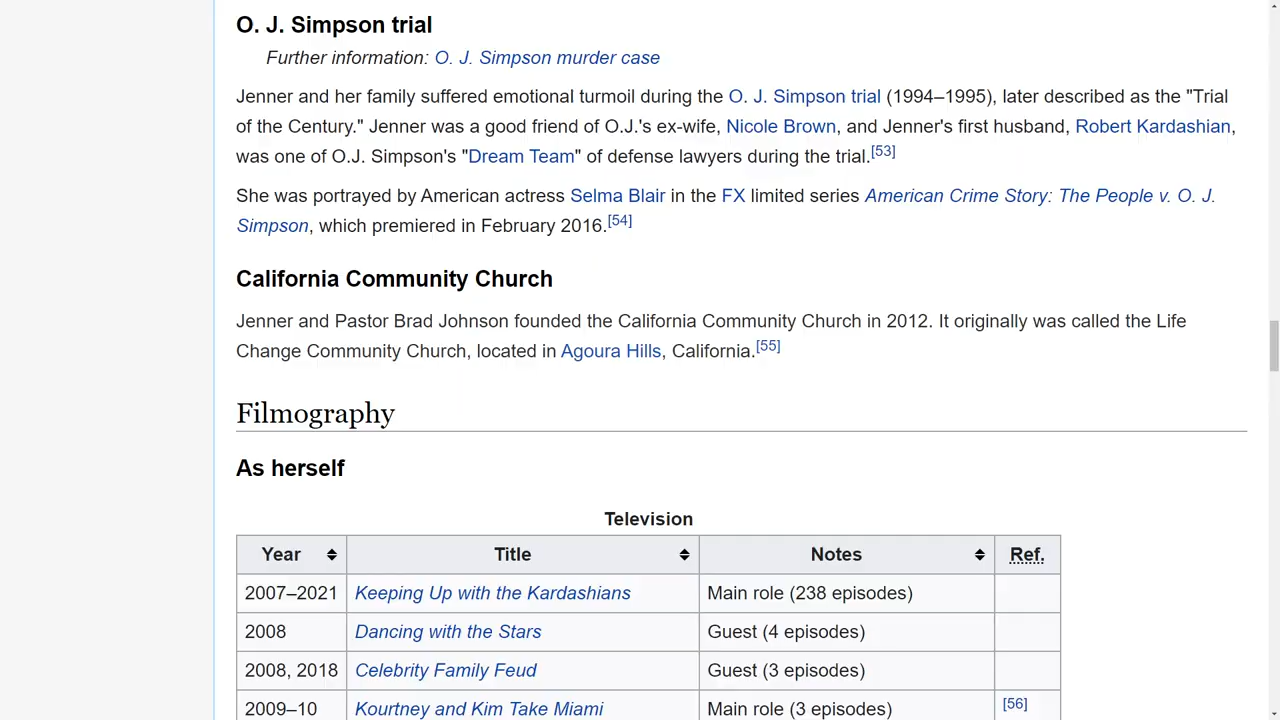 O. J. Simpson trial
Further information: O. J. Simpson murder case
Jenner and her family suffered emotional turmoil during the O. J. Simpson trial (1994–1995), later described as the "Trial
of the Century." Jenner was a good friend of O.J.'s ex-wife, Nicole Brown, and Jenner's first husband, Robert Kardashian,
was one of O.J. Simpson's "Dream Team" of defense lawyers during the trial.[53]
She was portrayed by American actress Selma Blair in the FX limited series American Crime Story: The People v. O. J.
Simpson, which premiered in February 2016.[54]
California Community Church
Jenner and Pastor Brad Johnson founded the California Community Church in 2012. It originally was called the Life
Change Community Church, located in Agoura Hills, California.[55]
Filmography
As herself
Television
Year Title Notes Ref.
2007–2021 Keeping Up with the Kardashians Main role (238 episodes)
2008 Dancing with the Stars Guest (4 episodes)
2008, 2018 Celebrity Family Feud Guest (3 episodes)
2009–10 Kourtney and Kim Take Miami Main role (3 episodes) [56]